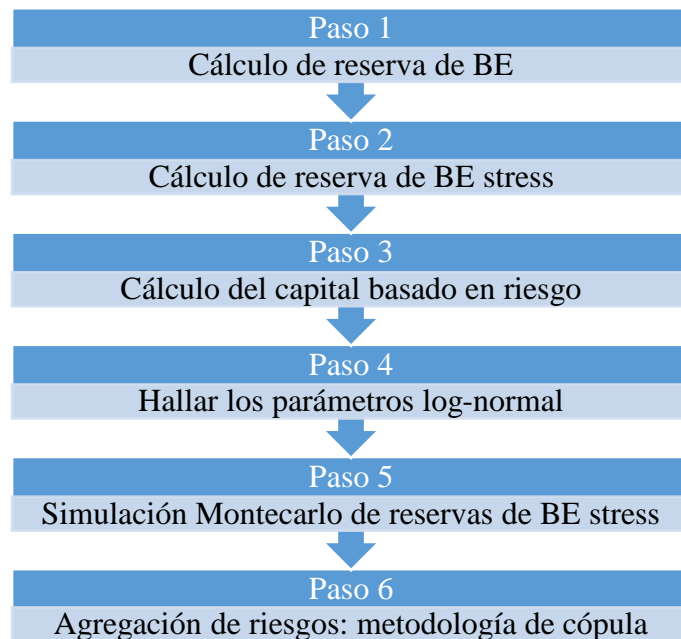 Paso 1
Cálculo de reserva de BE
Paso 2
Cálculo de reserva de BE stress
Paso 3
Cálculo del capital basado en riesgo
Paso 4
Hallar los parámetros log-normal
Paso 5
Simulación Montecarlo de reservas de BE stress
Paso 6
Agregación de riesgos: metodología de cópula